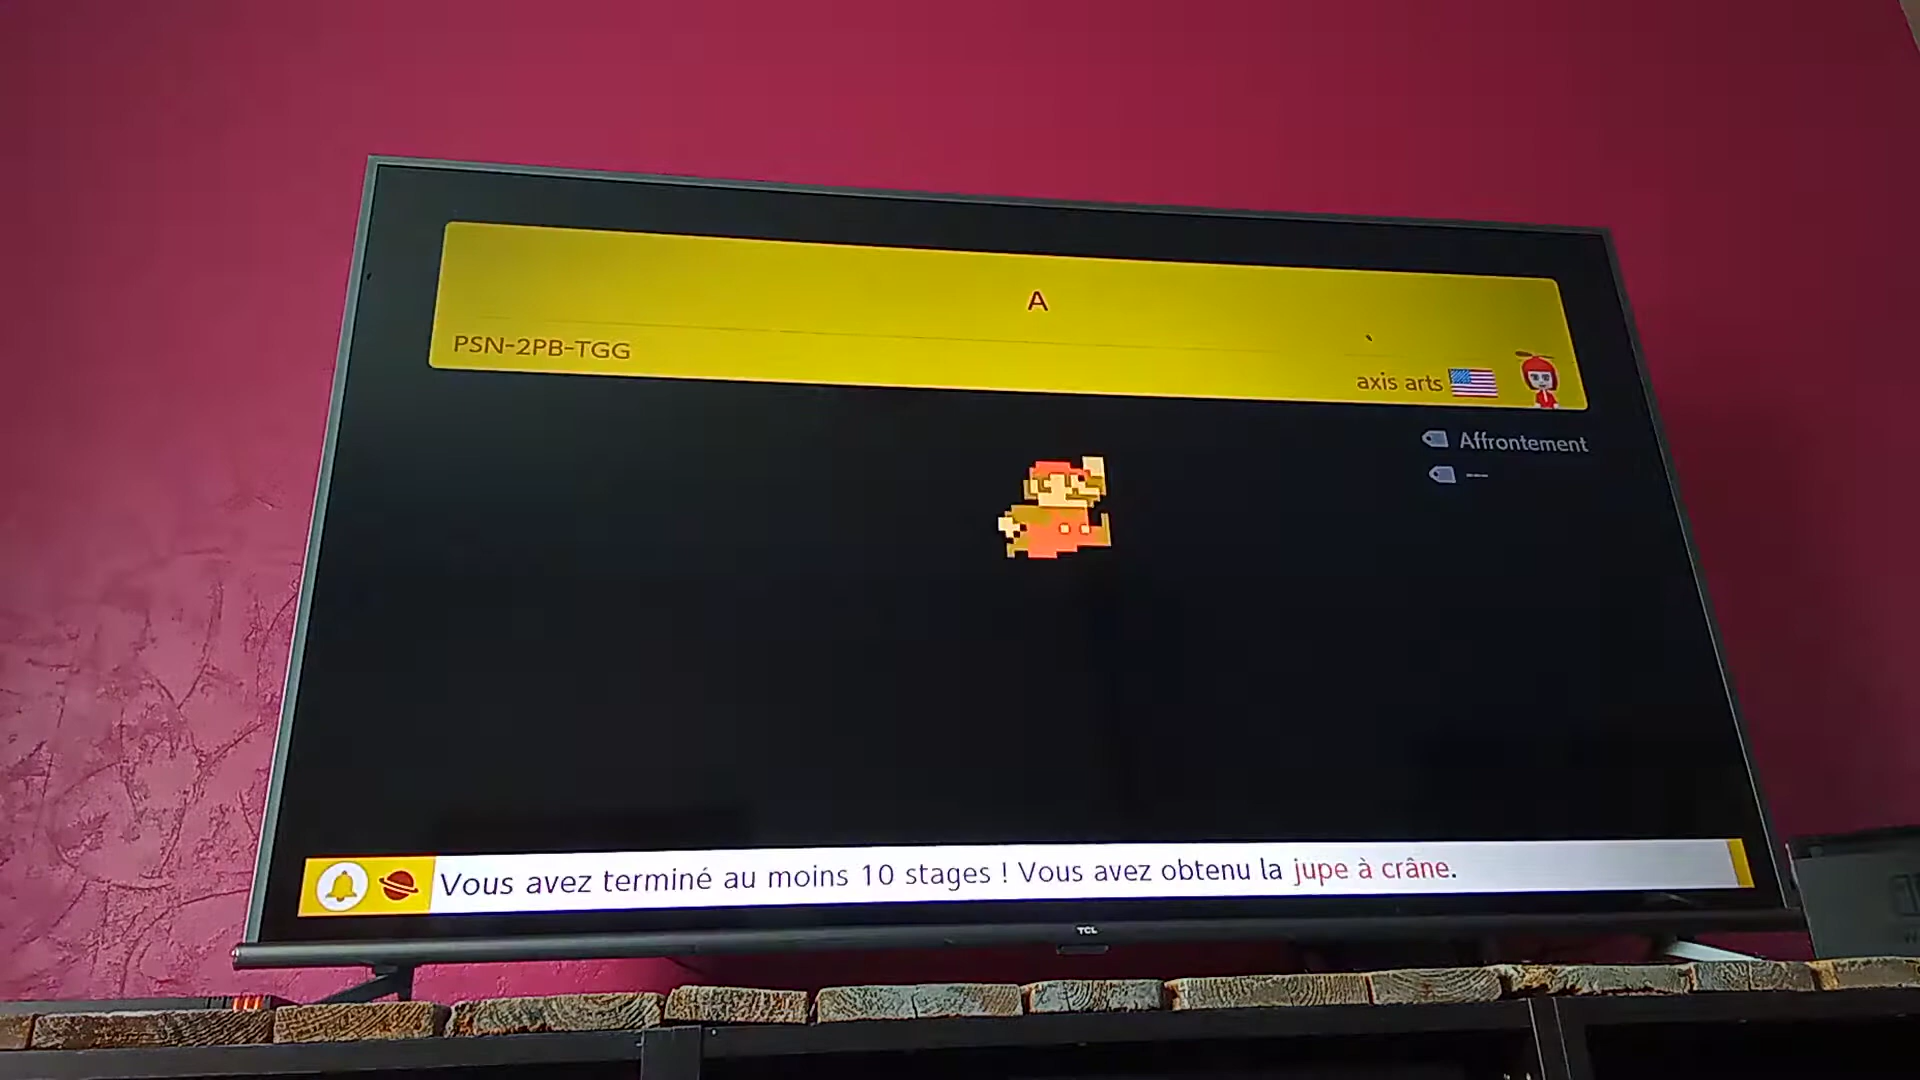 A
PSN-2PB-TGG
axis arts
Affrontement
---
Vous avez terminé au moins 10 stages ! Vous avez obtenu la jupe à crâne.
TCL